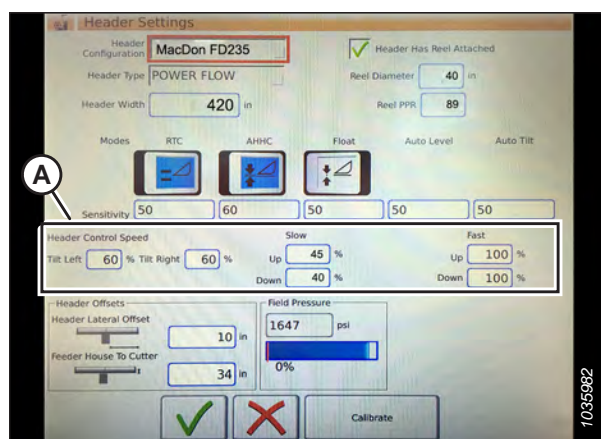 Header Settings
Header Configuration MacDon FD235 Header Has Reel Attached
Header Type POWER FLOW Reel Diameter 40 in
Header Width 420 in Reel PPR 89
Modes RTC AHHC Float Auto Level Auto Tilt
A
Sensitivity 50 60 50 50 50
Header Control Speed Slow Fast
Tilt Left 60 % Tilt Right 60 % Up 45 % Up 100 %
Down 40 % Down 100 %
Header Offsets Field Pressure
Header Lateral Offset 1647 psi
10 in
Feeder House To Cutter 0%
34 in
Calibrate
1035982